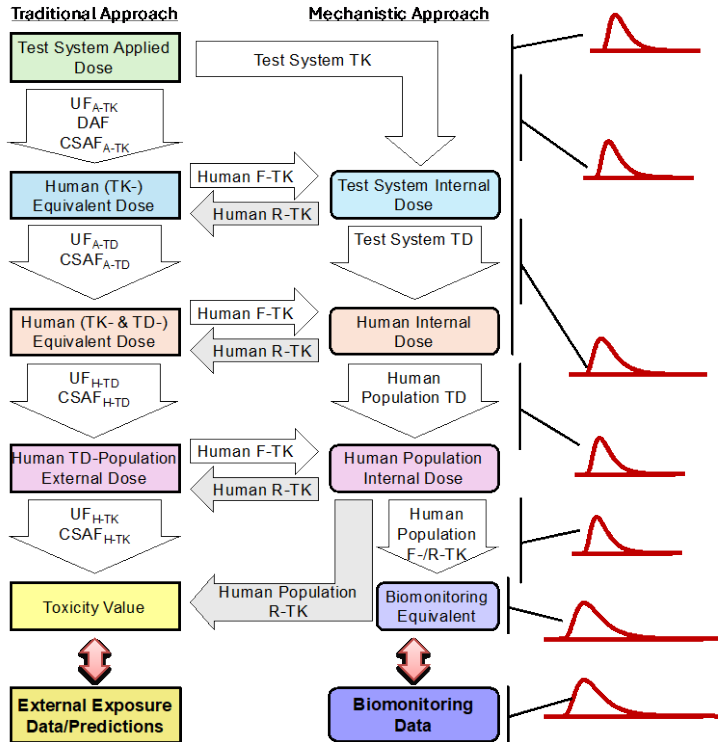 Traditional Approach
Mechanistic Approach
Test System Applied
Dose
Test System TK
UFA-TK
DAF
CSAFA-TK
Human (TK-)
Equivalent Dose
Human F-TK
Human R-TK
Test System Internal
Dose
UFA-TD
CSAFA-TD
Test System TD
Human (TK- & TD-)
Equivalent Dose
Human F-TK
Human R-TK
Human Internal
Dose
UFH-TD
CSAFH-TD
Human
Population TD
Human TD-Population
External Dose
Human F-TK
Human R-TK
Human Population
Internal Dose
UFH-TK
CSAFH-TK
Human
Population
F-/R-TK
Toxicity Value
Human Population
R-TK
Biomonitoring
Equivalent
External Exposure
Data/Predictions
Biomonitoring
Data